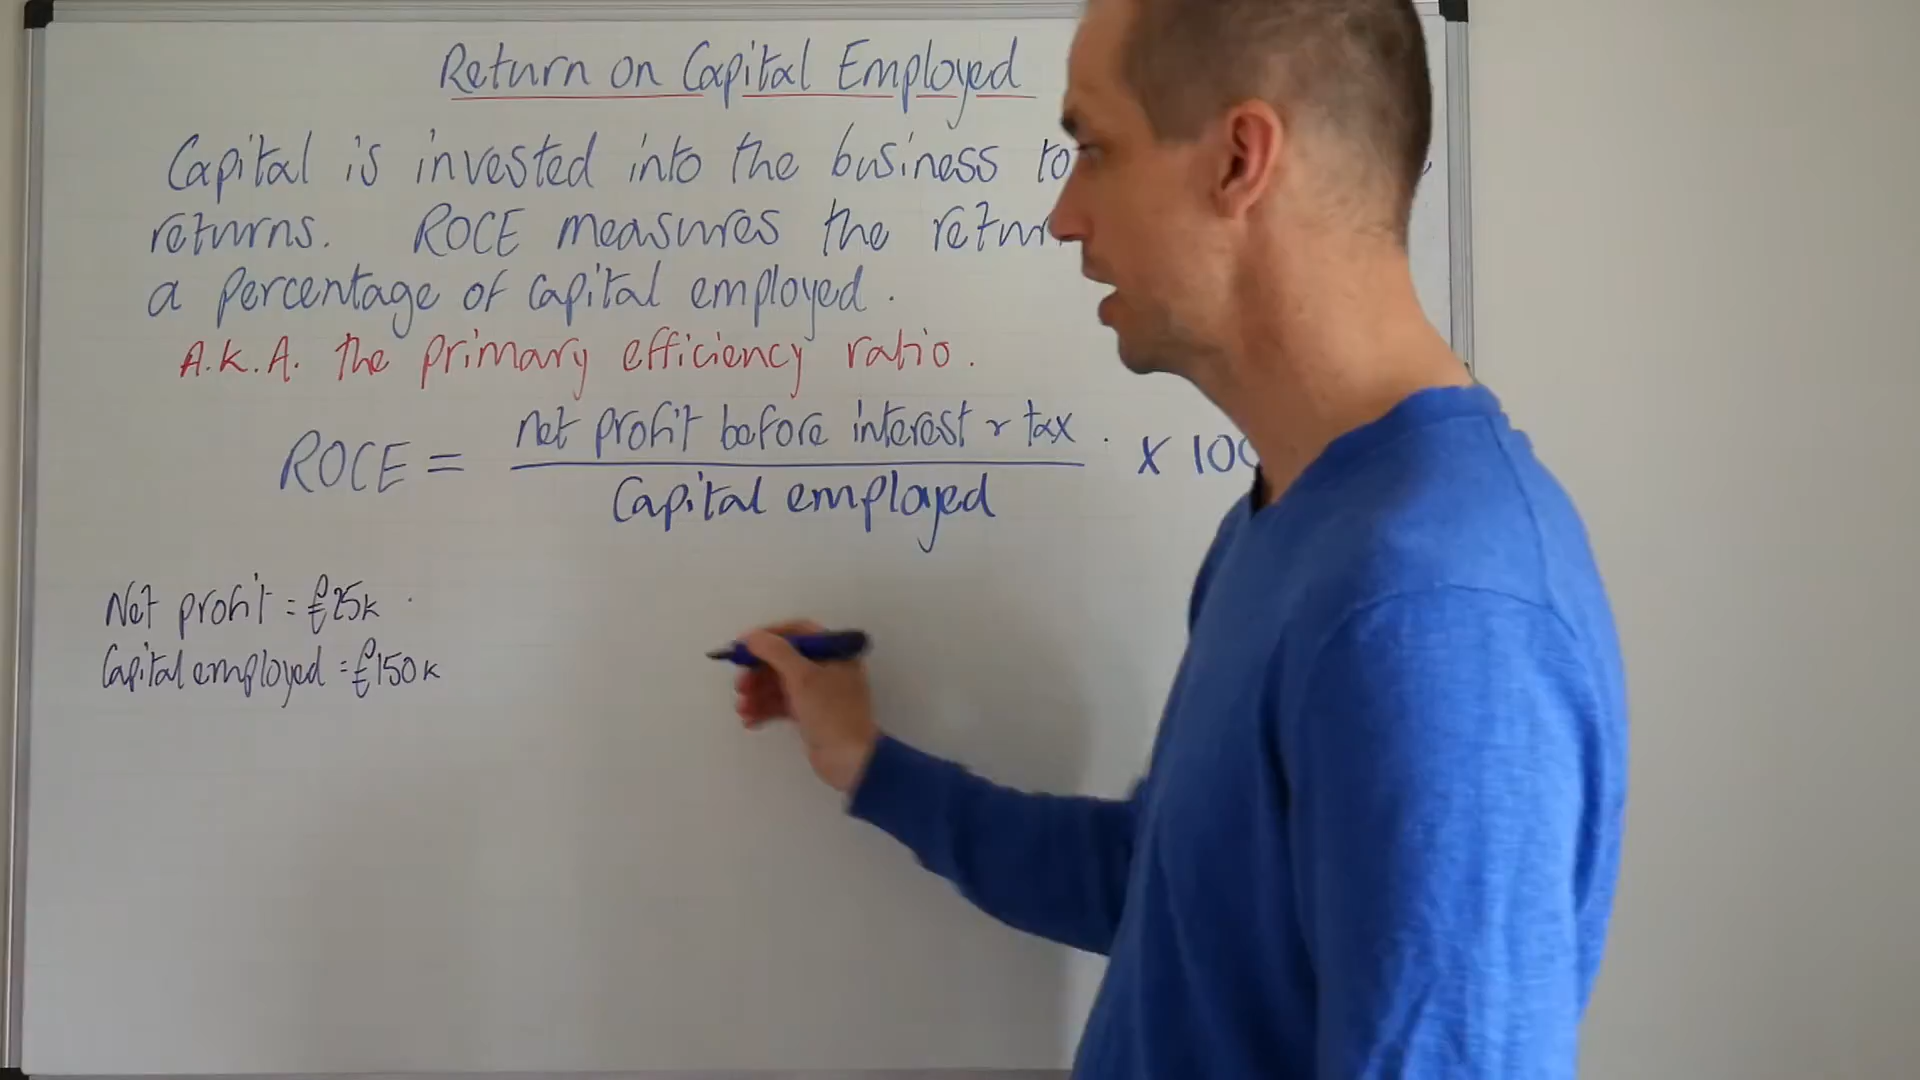 Return on Capital Employed
Capital is invested into the business to
returns. ROCE measures the return
a percentage of capital employed.
A.K.A. the primary efficiency ratio.
net profit before interest & tax
ROCE = x 100
Capital employed
Net profit = £25k
Capital employed = £150k